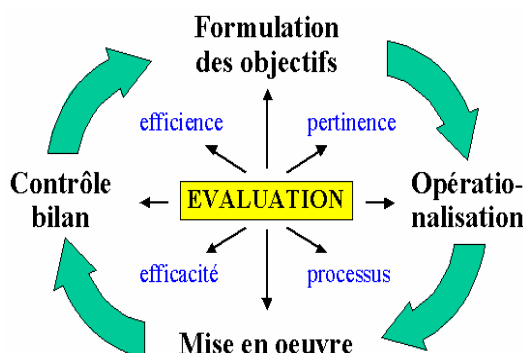 Formulation
des objectifs
efficience
pertinence
Contrôle
bilan
EVALUATION
Opératio-
nalisation
efficacité
processus
Mise en oeuvre